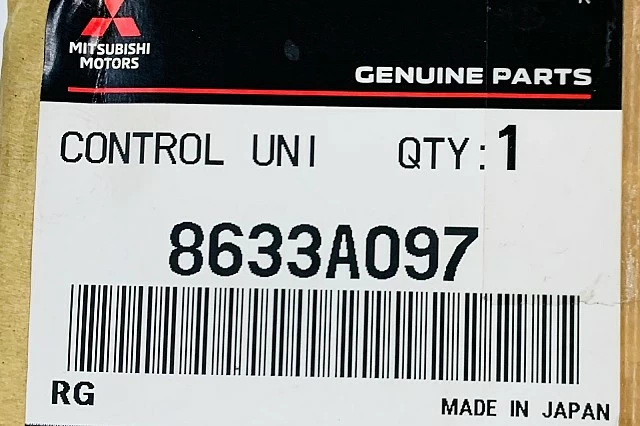 MITSUBISHI
MOTORS
GENUINE PARTS
CONTROL UNI QTY:1
8633A097
RG
MADE IN JAPAN